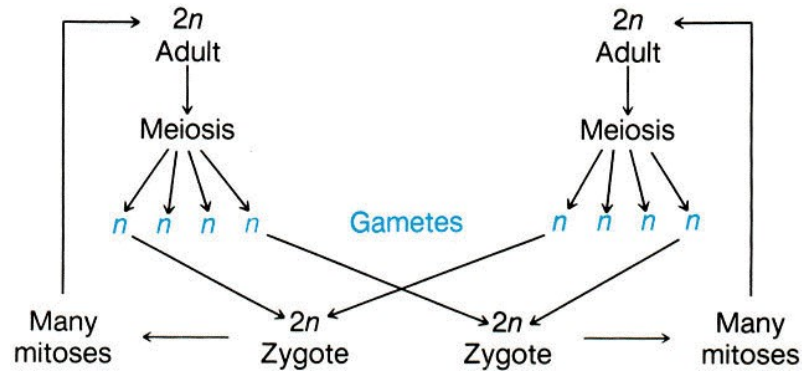 2n
Adult
2n
Adult
Meiosis
Meiosis
n n n n
Gametes
n n n n
Many
mitoses
2n
Zygote
2n
Zygote
Many
mitoses